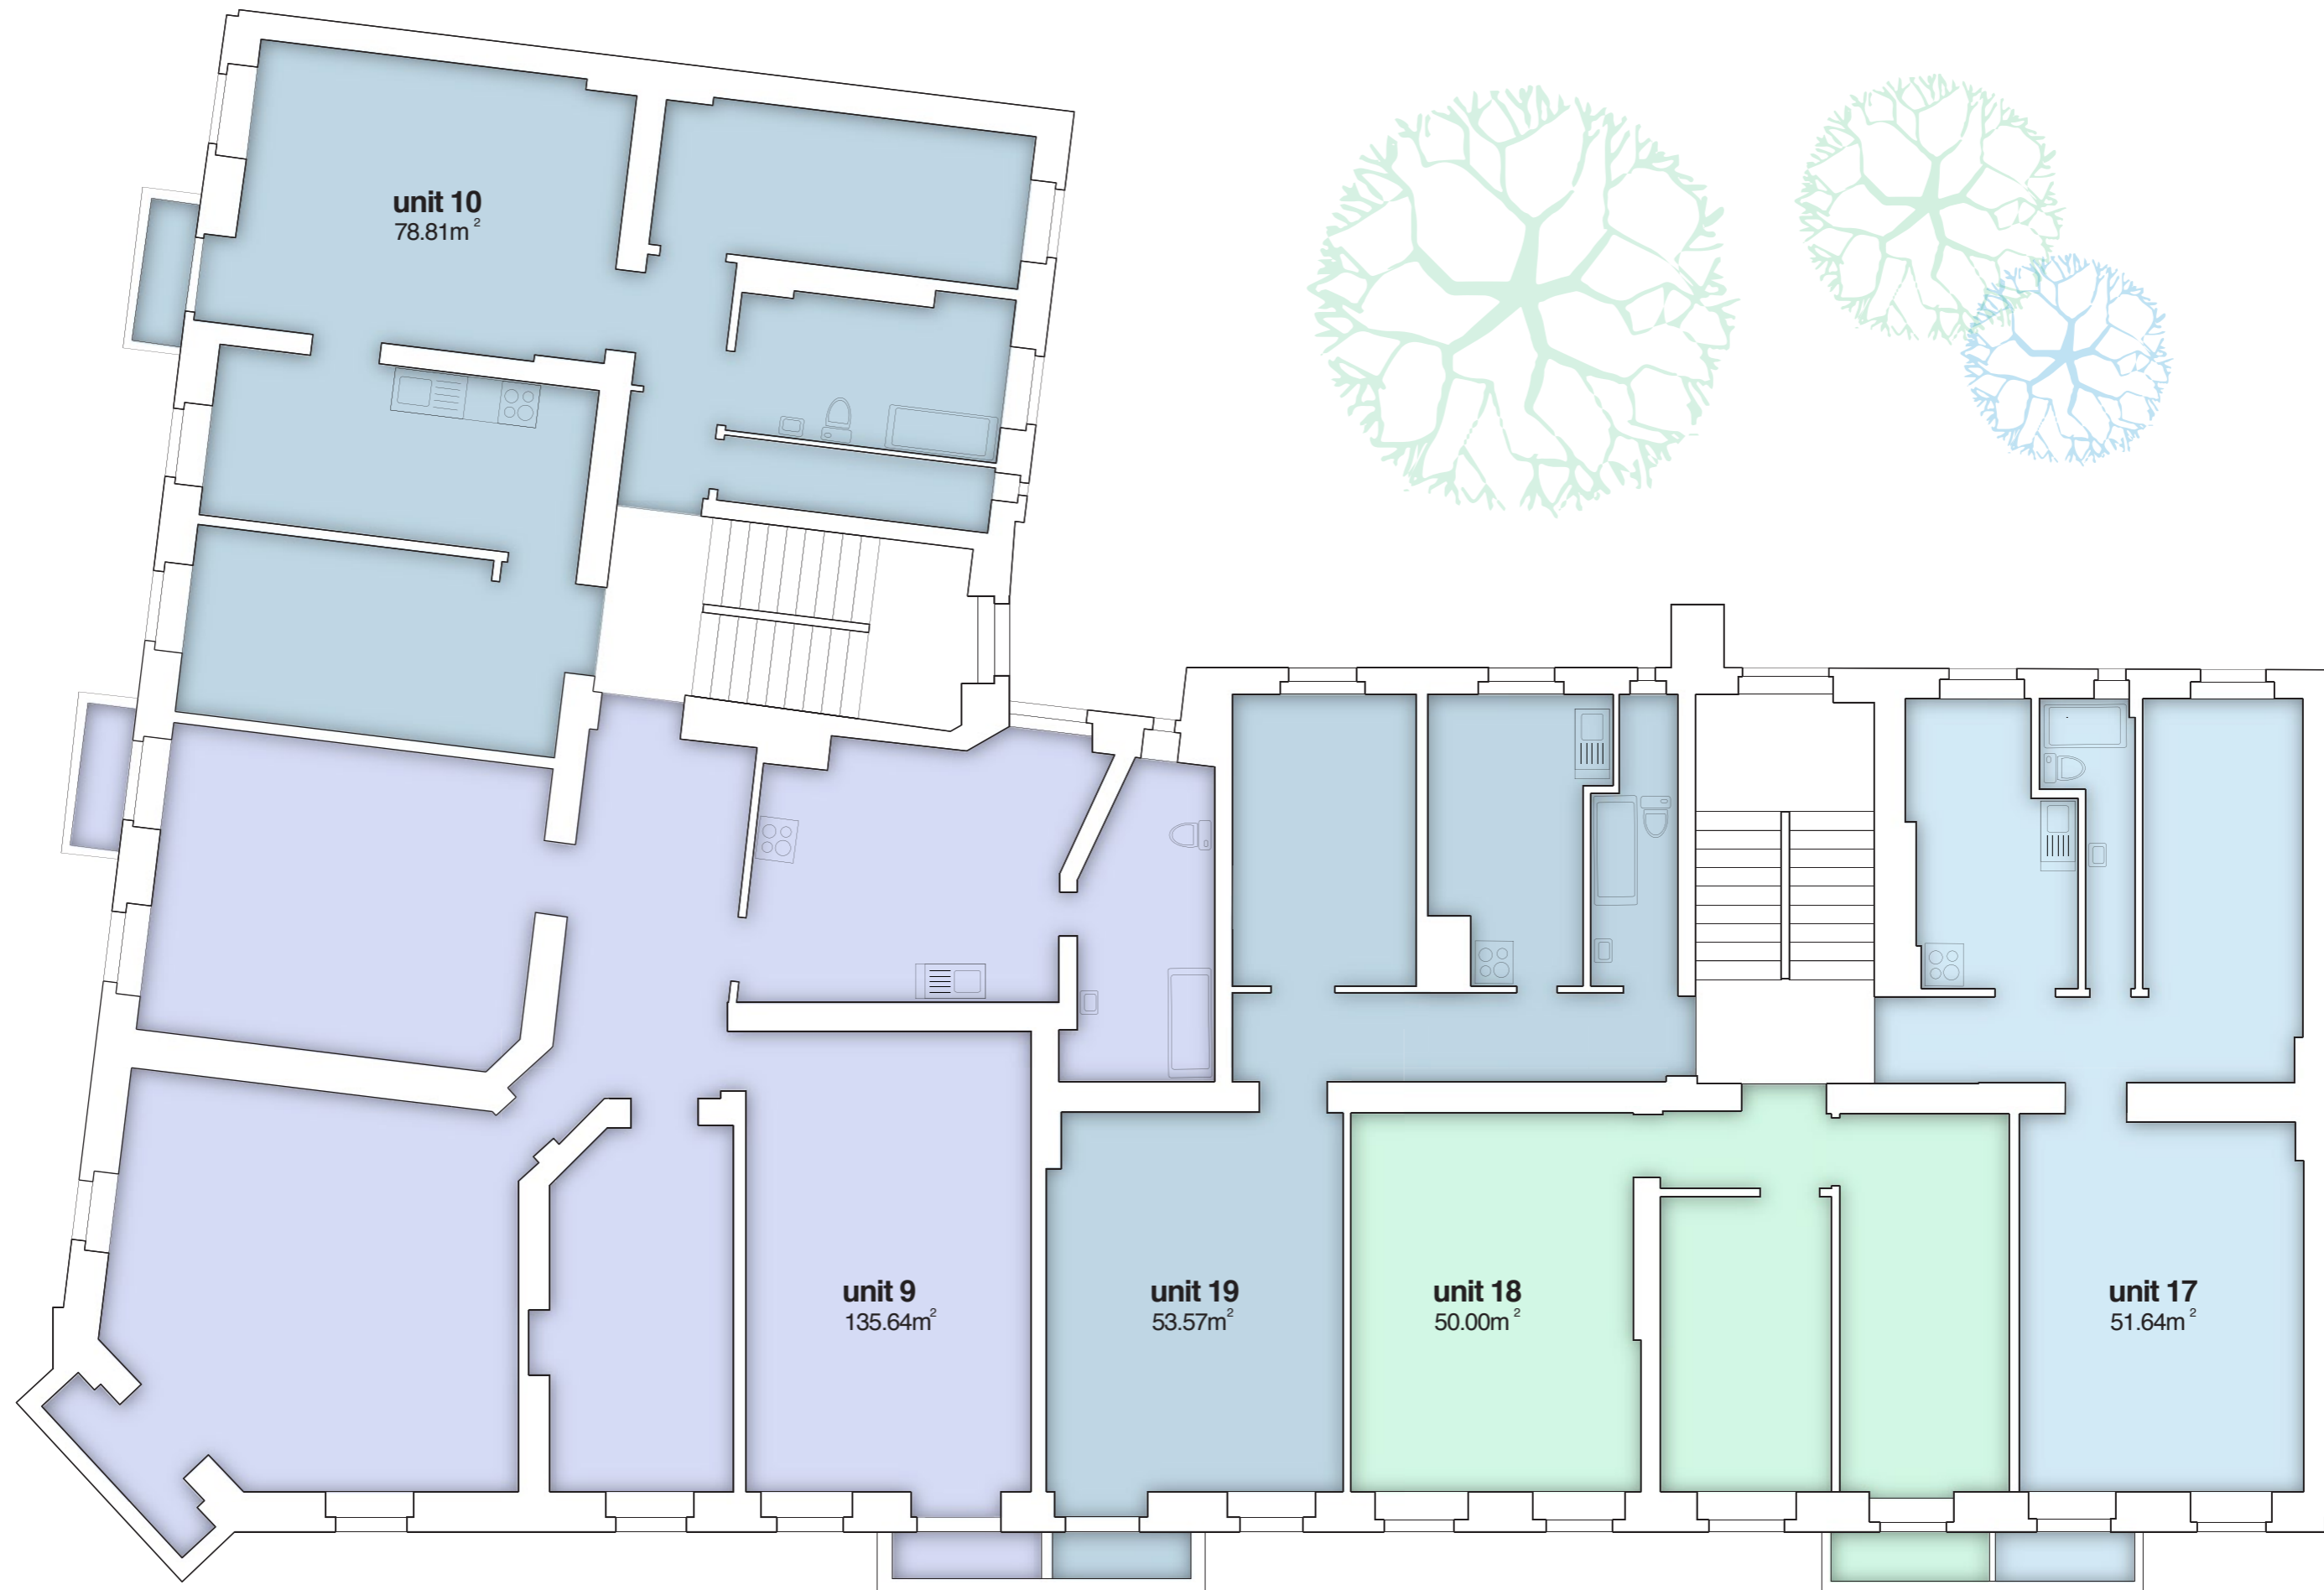 unit 10
78.81m²
unit 9
135.64m²
unit 19
53.57m²
unit 18
50.00m²
unit 17
51.64m²